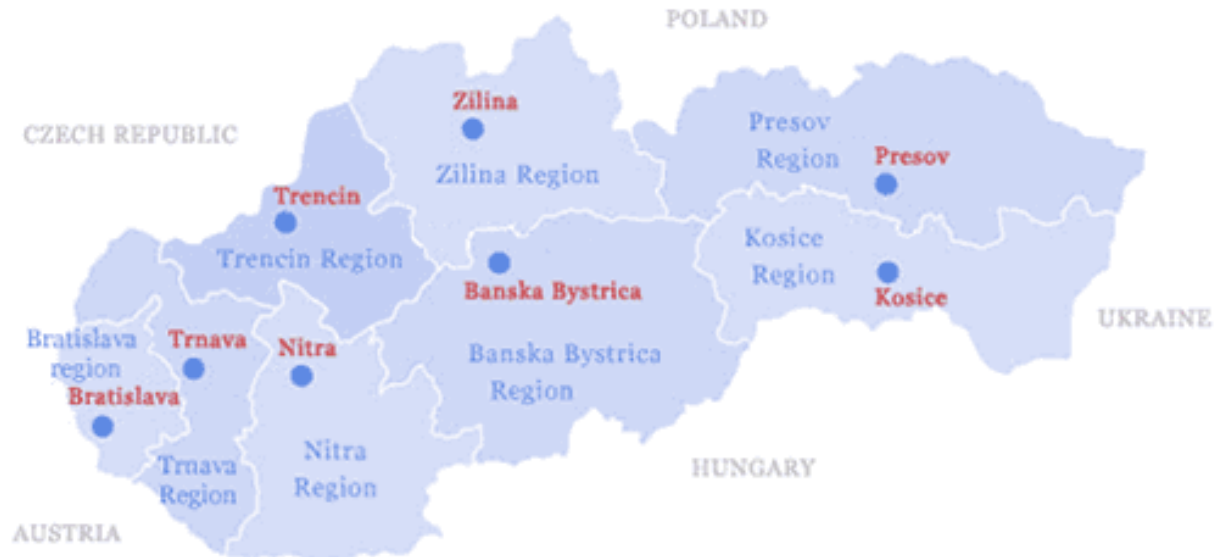 POLAND
Zilina
CZECH REPUBLIC
Zilina Region
Presov
Region
Presov
Trencin
Trencin Region
Kosice
Region
Kosice
Banska Bystrica
UKRAINE
Bratislava
region
Bratislava
Trnava
Nitra
Banska Bystrica
Region
Trnava
Region
Nitra
Region
HUNGARY
AUSTRIA